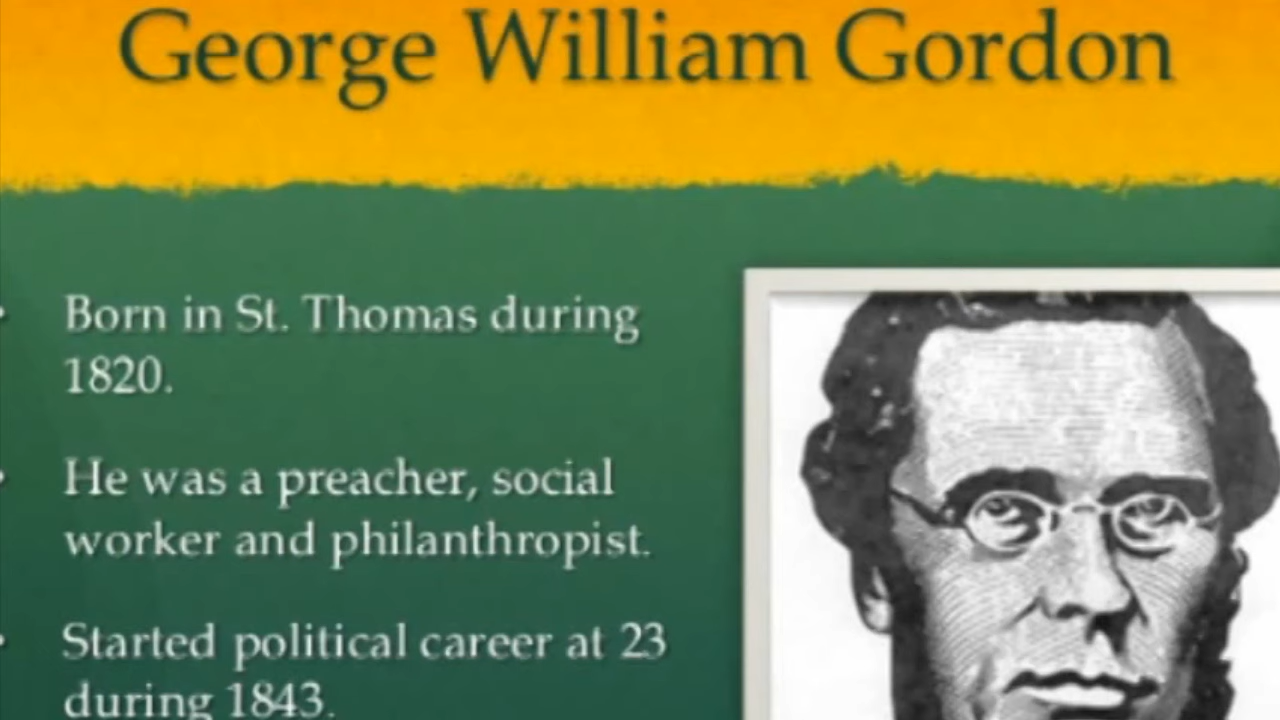 George William Gordon
• Born in St. Thomas during
1820.
• He was a preacher, social
worker and philanthropist.
• Started political career at 23
during 1843.